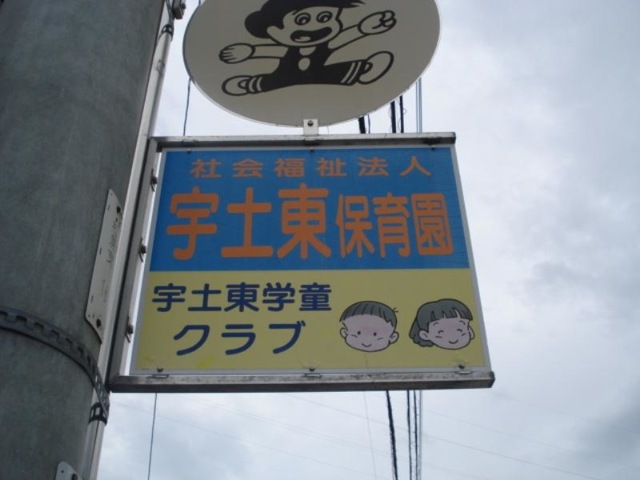 社会福祉法人
宇土東保育園
宇土東学童
クラブ